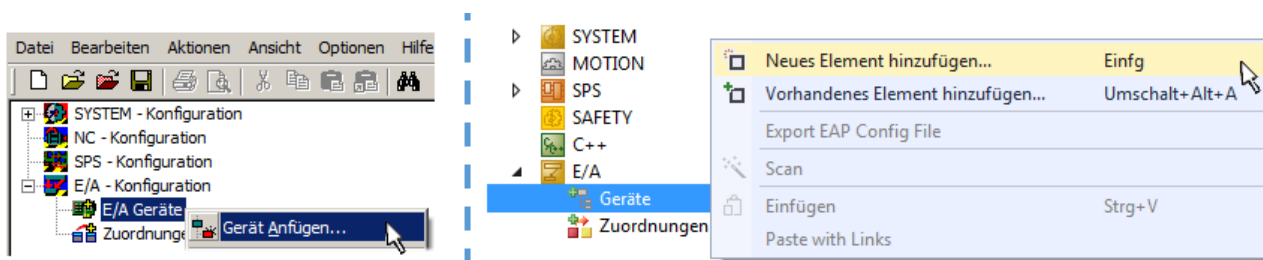 Datei Bearbeiten Aktionen Ansicht Optionen Hilfe
SYSTEM - Konfiguration
NC - Konfiguration
SPS - Konfiguration
E/A - Konfiguration
E/A Geräte
Gerät Anfügen...
Zuordnunge
SYSTEM
MOTION
SPS
SAFETY
C++
E/A
Geräte
Zuordnungen
Neues Element hinzufügen... Einfg
Vorhandenes Element hinzufügen... Umschalt+Alt+A
Export EAP Config File
Scan
Einfügen Strg+V
Paste with Links